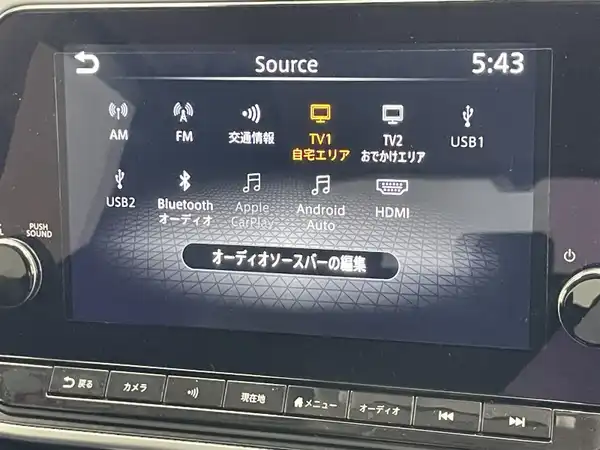 Source
5:43
AM
FM
交通情報
TV1
自宅エリア
TV2
おでかけエリア
USB1
USB2
Bluetooth
オーディオ
Apple
CarPlay
Android
Auto
HDMI
オーディオソースバーの編集
PUSH
SOUND
戻る
カメラ
現在地
メニュー
オーディオ